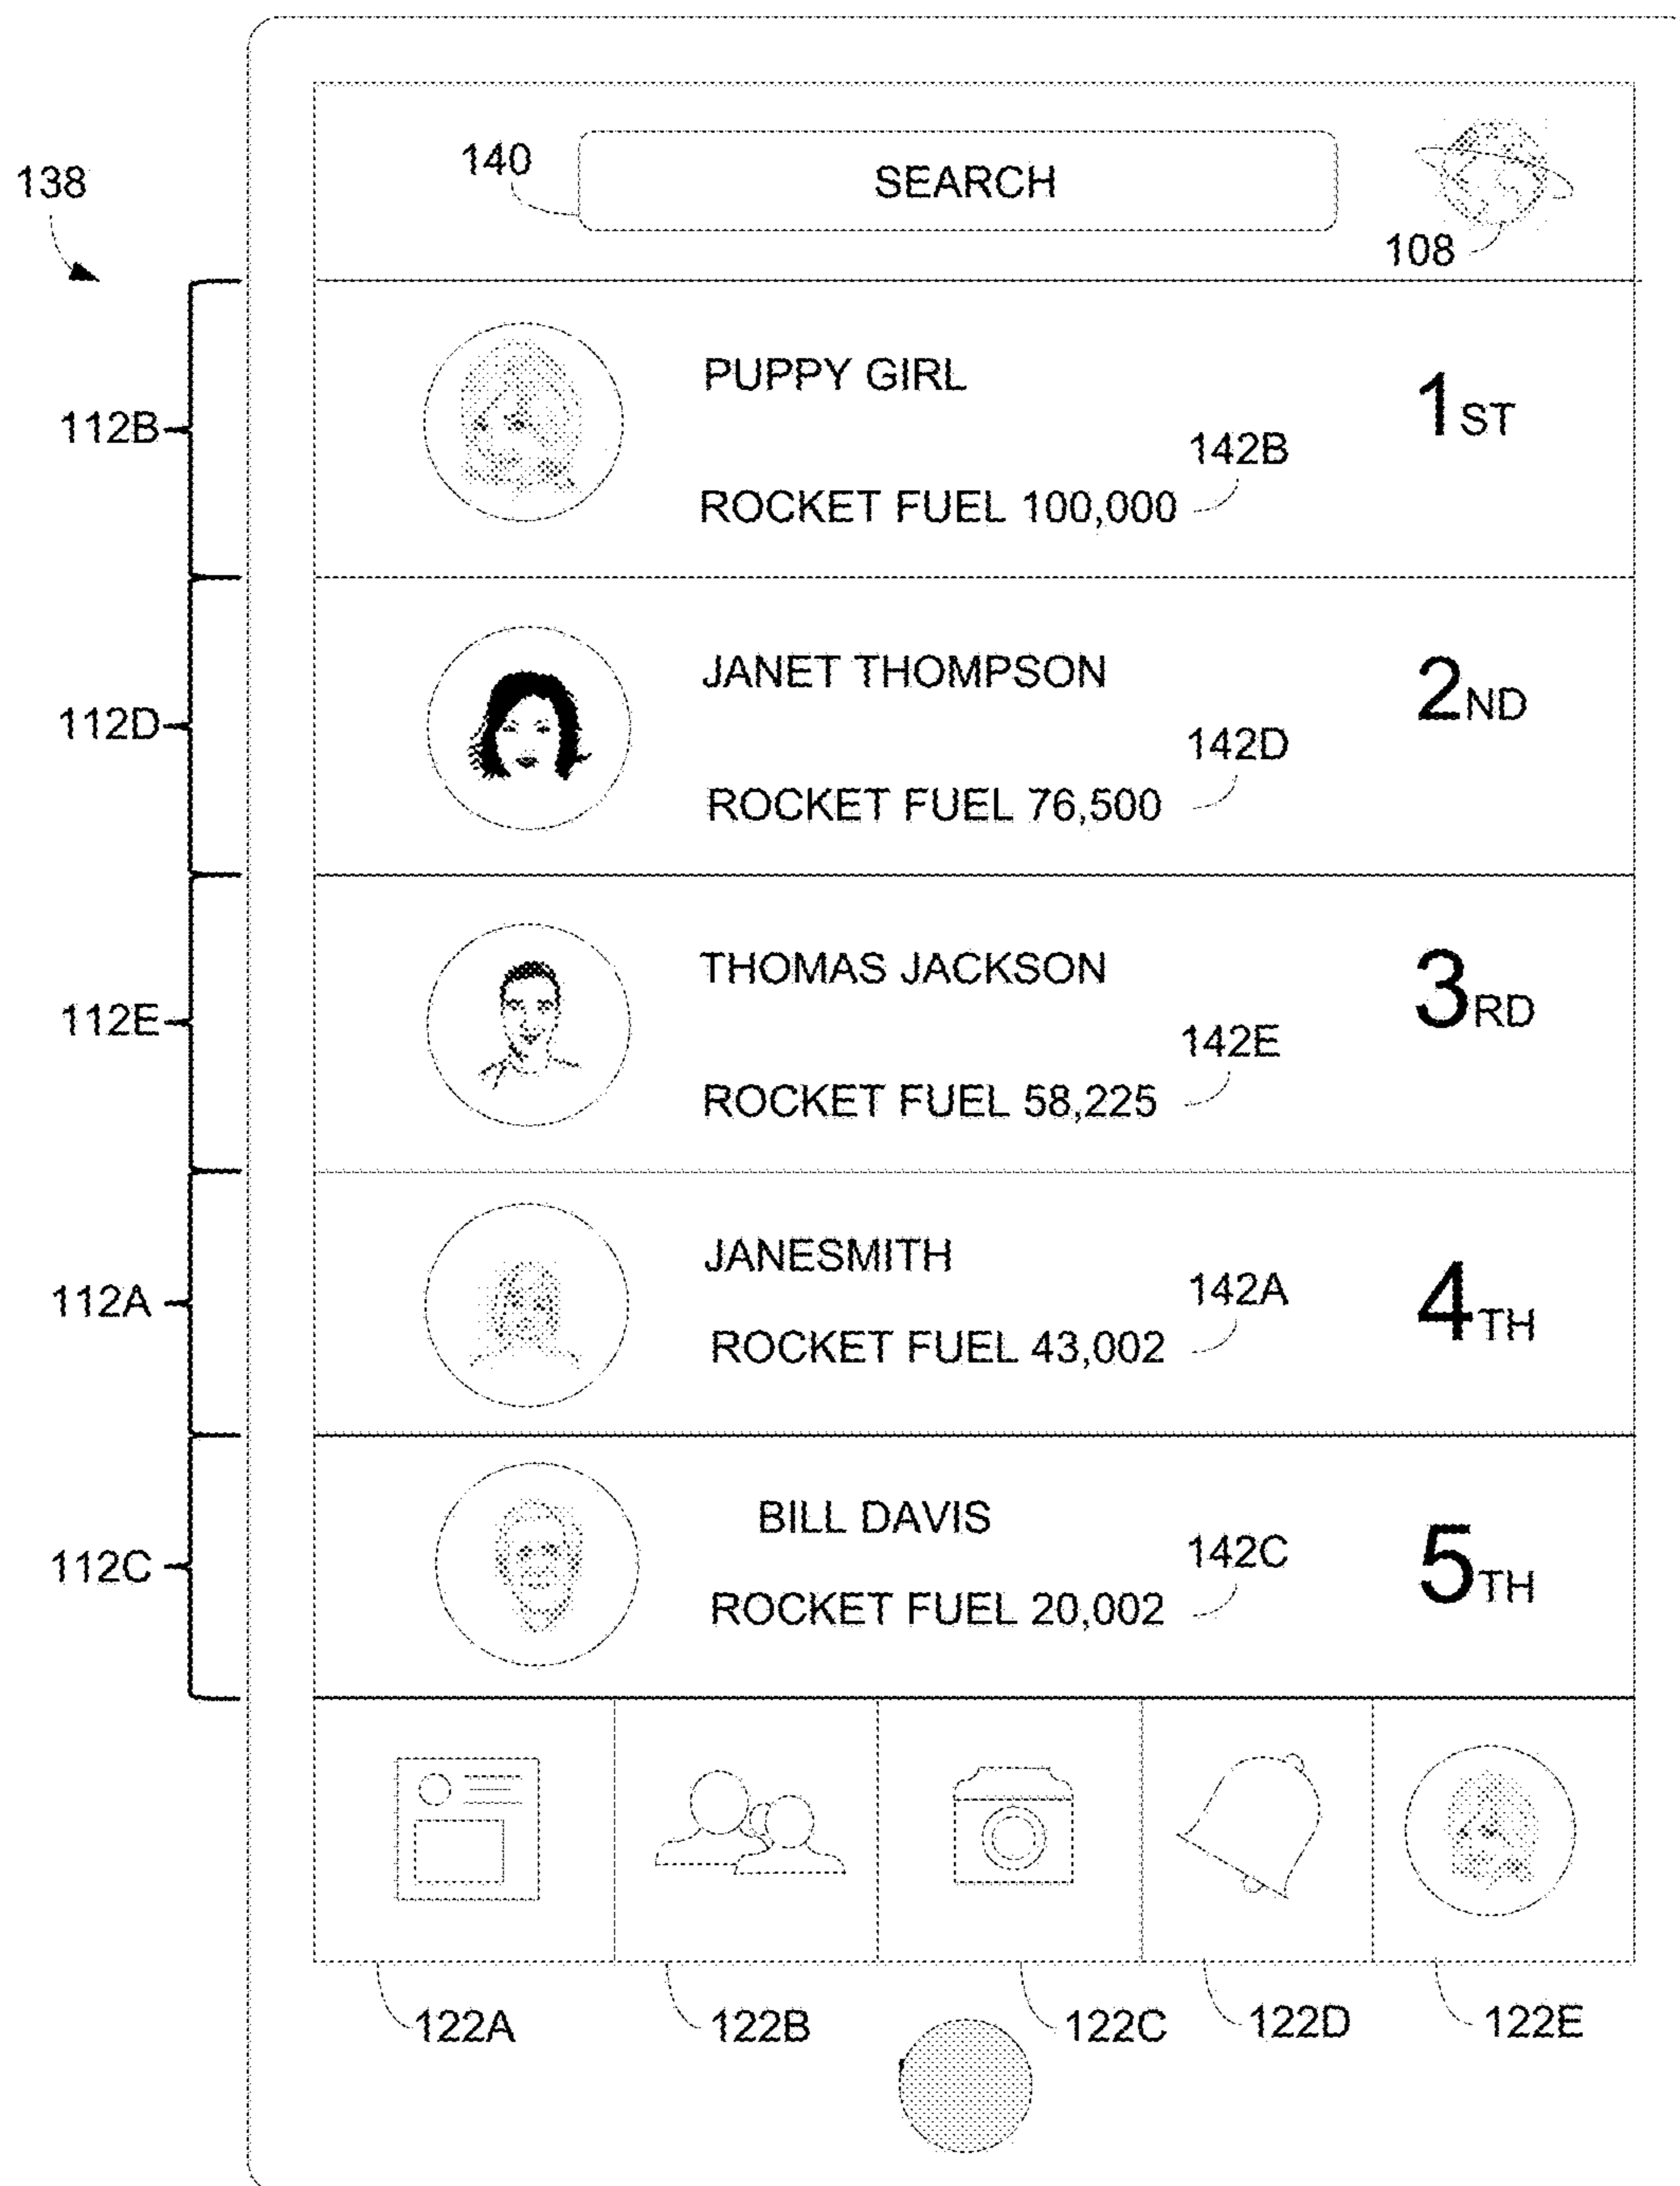 140
SEARCH
138
108
112B
PUPPY GIRL
1ST
142B
ROCKET FUEL 100,000
112D
JANET THOMPSON
2ND
142D
ROCKET FUEL 76,500
112E
THOMAS JACKSON
3RD
142E
ROCKET FUEL 58,225
112A
JANESMITH
4TH
142A
ROCKET FUEL 43,002
112C
BILL DAVIS
5TH
142C
ROCKET FUEL 20,002
122A 122B 122C 122D 122E